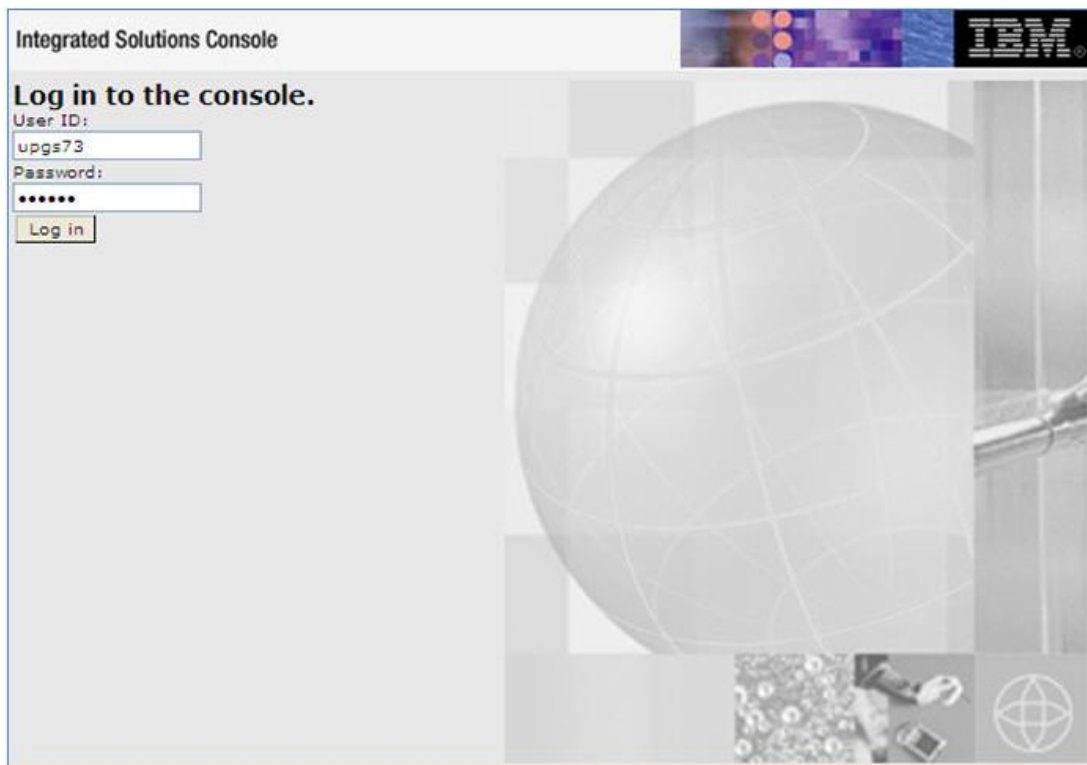 Integrated Solutions Console
IBM®
Log in to the console.
User ID:
upgs73
Password:
••••••
Log in